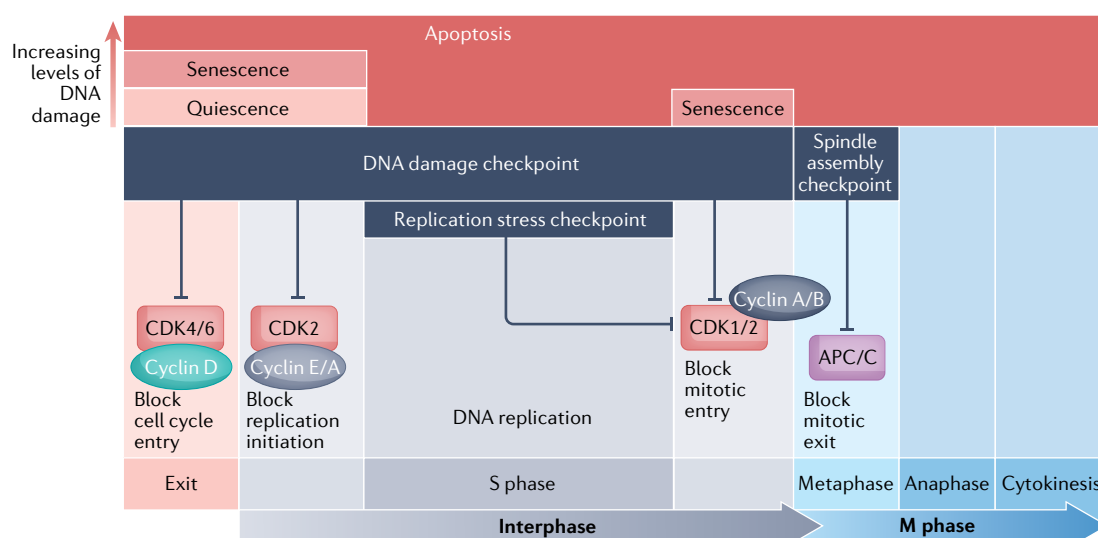 Increasing
levels of
DNA
damage
Apoptosis
Senescence
Quiescence
Senescence
DNA damage checkpoint
Spindle
assembly
checkpoint
Replication stress checkpoint
CDK4/6
Cyclin D
Block
cell cycle
entry
CDK2
Cyclin E/A
Block
replication
initiation
DNA replication
Cyclin A/B
CDK1/2
Block
mitotic
entry
APC/C
Block
mitotic
exit
Exit
S phase
Metaphase
Anaphase
Cytokinesis
Interphase
M phase